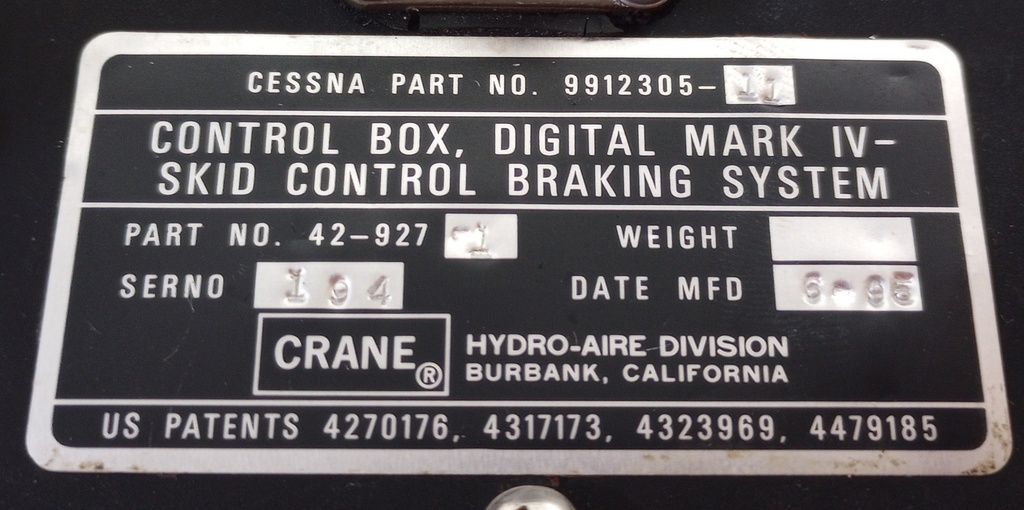 CESSNA PART NO. 9912305-11
CONTROL BOX, DIGITAL MARK IV-
SKID CONTROL BRAKING SYSTEM
PART NO. 42-927 -1 WEIGHT
SERNO 194 DATE MFD 6-95
CRANE® HYDRO-AIRE DIVISION
BURBANK, CALIFORNIA
US PATENTS 4270176, 4317173, 4323969, 4479185